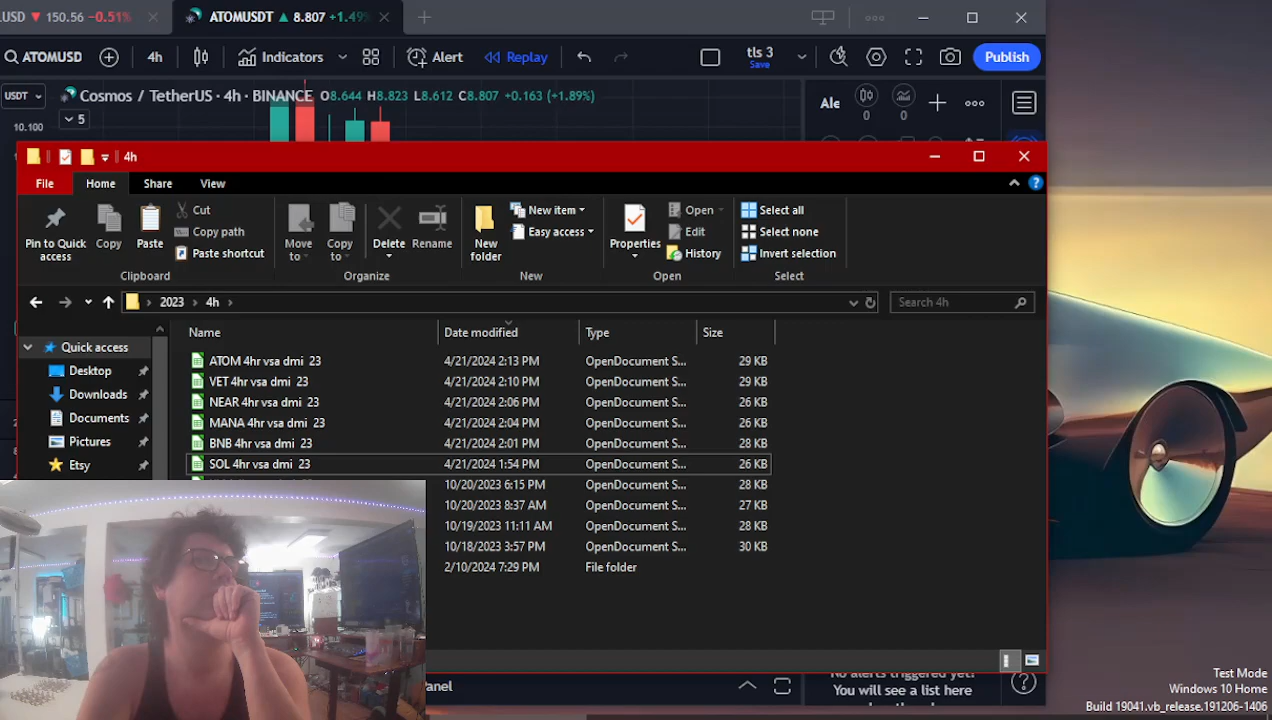 LUSD ▼ 150.56 −0.51%
ATOMUSDT ▲ 8.807 +1.49%
ATOMUSD
4h
Indicators
Alert
Replay
tls 3
Save
Publish
USDT
Cosmos / TetherUS · 4h · BINANCE O8.644 H8.823 L8.612 C8.807 +0.163 (+1.89%)
Ale
0
0
5
10.100
4h
File
Home
Share
View
Pin to Quick access
Copy
Paste
Cut
Copy path
Paste shortcut
Move to
Copy to
Delete
Rename
New folder
New item
Easy access
Properties
Open
Edit
History
Select all
Select none
Invert selection
Clipboard
Organize
New
Open
Select
2023 › 4h
Search 4h
Name Date modified Type Size
Quick access
Desktop
Downloads
Documents
Pictures
Etsy
ATOM 4hr vsa dmi 23 4/21/2024 2:13 PM OpenDocument S... 29 KB
VET 4hr vsa dmi 23 4/21/2024 2:10 PM OpenDocument S... 29 KB
NEAR 4hr vsa dmi 23 4/21/2024 2:06 PM OpenDocument S... 26 KB
MANA 4hr vsa dmi 23 4/21/2024 2:04 PM OpenDocument S... 26 KB
BNB 4hr vsa dmi 23 4/21/2024 2:01 PM OpenDocument S... 28 KB
SOL 4hr vsa dmi 23 4/21/2024 1:54 PM OpenDocument S... 26 KB
10/20/2023 6:15 PM OpenDocument S... 28 KB
10/20/2023 8:37 AM OpenDocument S... 27 KB
10/19/2023 11:11 AM OpenDocument S... 28 KB
10/18/2023 3:57 PM OpenDocument S... 30 KB
2/10/2024 7:29 PM File folder
Panel
No alerts triggered yet.
You will see a list here
Test Mode
Windows 10 Home
Build 19041.vb_release.191206-1406